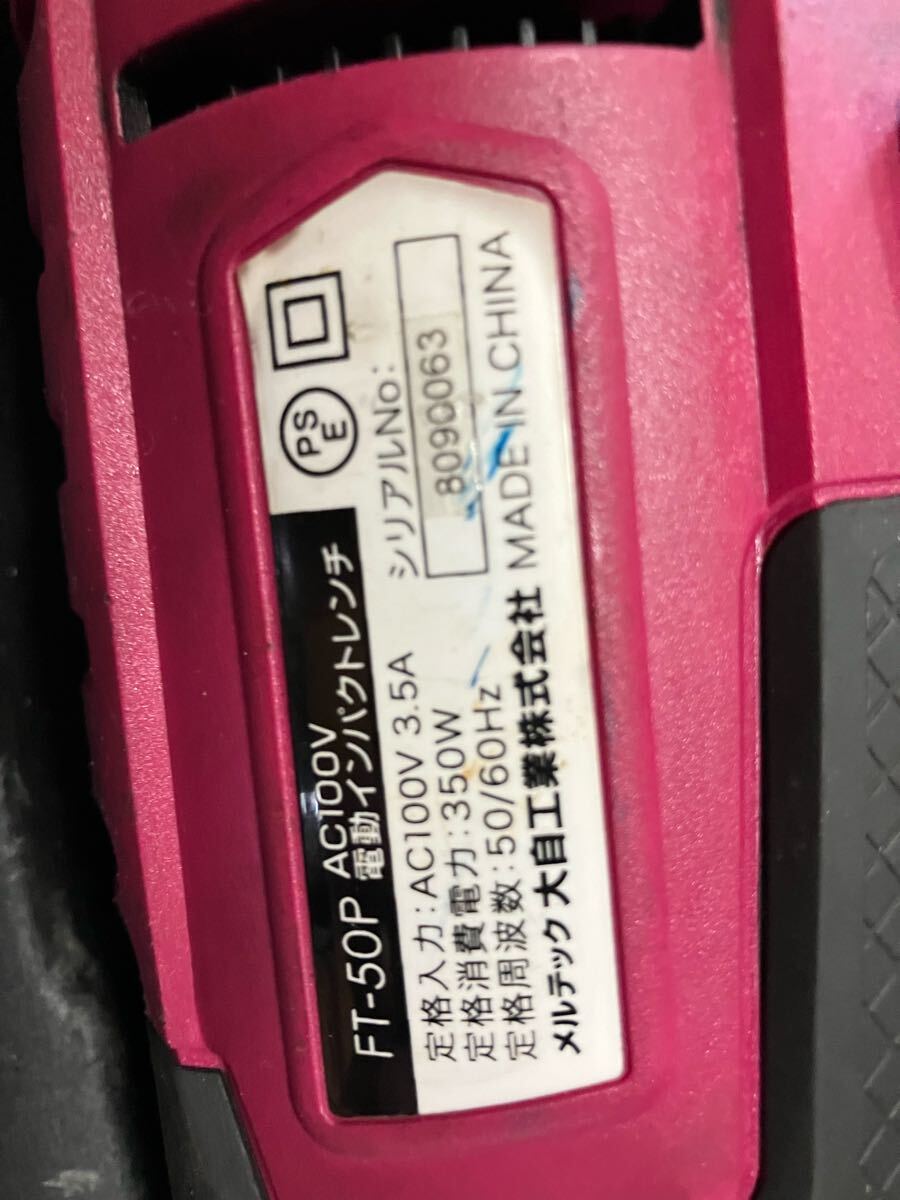 FT-50P AC100V
電動インパクトレンチ
PSE
定格入力:AC100V 3.5A
定格消費電力:350W
定格周波数:50/60Hz
シリアルNo:
8090063
メルテック 大自工業株式会社 MADE IN CHINA